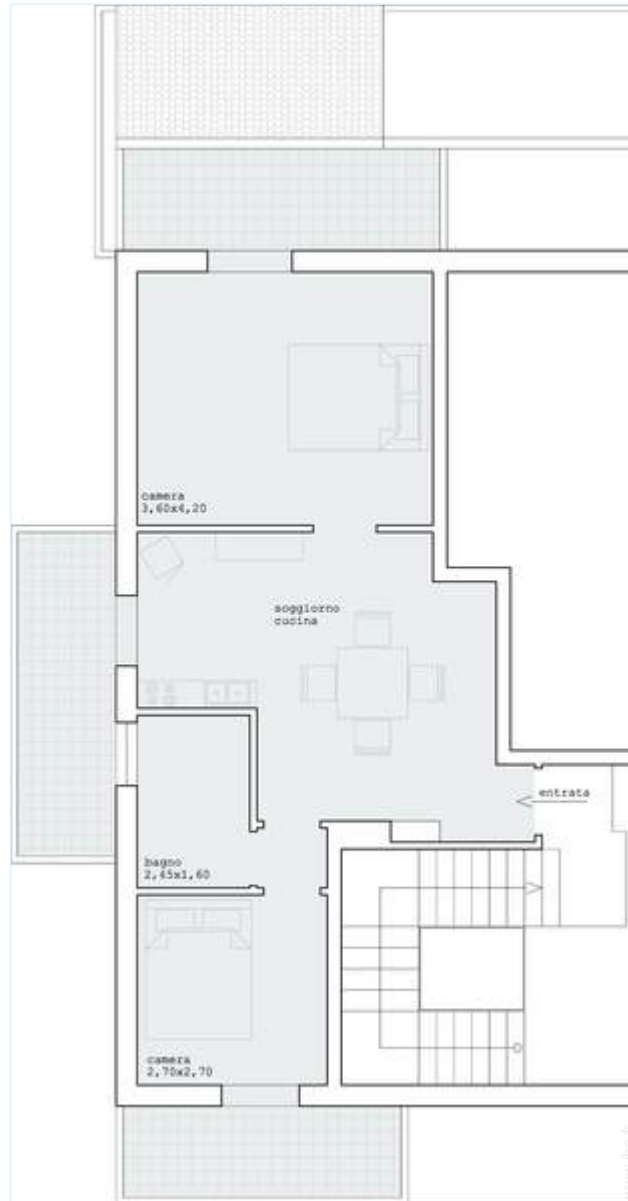 camera
3,60x4,20
soggiorno
cucina
entrata
bagno
2,45x1,60
camera
2,70x2,70